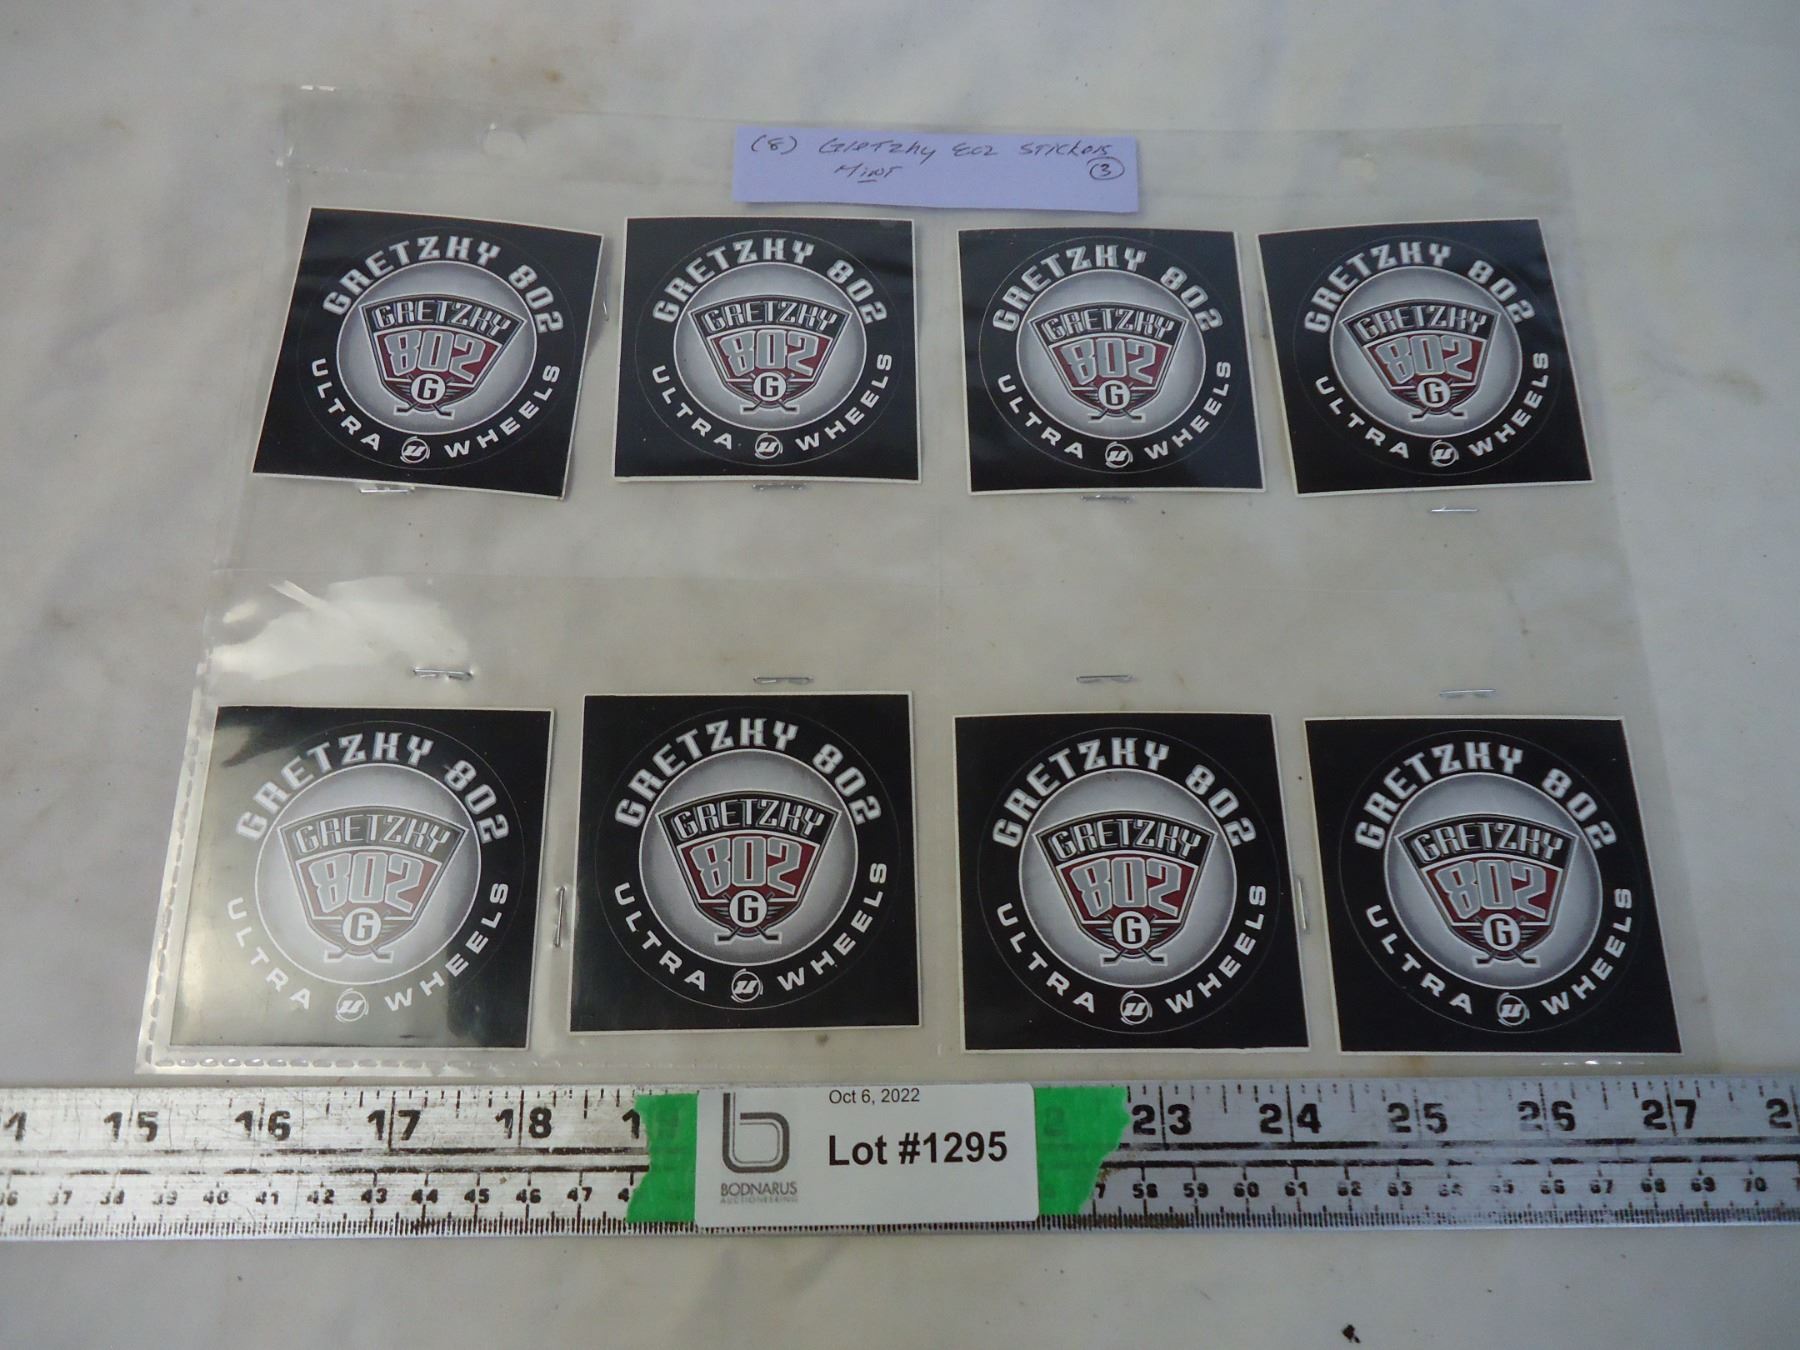 (8) Gretzky 802 Stickers
Mint
3
GRETZKY 802
GRETZKY
802
G
ULTRA U WHEELS
GRETZKY 802
GRETZKY
802
G
ULTRA U WHEELS
GRETZKY 802
GRETZKY
802
G
ULTRA U WHEELS
GRETZKY 802
GRETZKY
802
G
ULTRA U WHEELS
GRETZKY 802
GRETZKY
802
G
ULTRA U WHEELS
GRETZKY 802
GRETZKY
802
G
ULTRA U WHEELS
GRETZKY 802
GRETZKY
802
G
ULTRA U WHEELS
GRETZKY 802
GRETZKY
802
G
ULTRA U WHEELS
15 16 17 18 23 24 25 26 27
37 38 39 40 41 42 43 44 45 46 47 58 59 60 61 62 63 64 65 66 67 68 69 70
b
BODNARUS
AUCTIONEERING
Oct 6, 2022
Lot #1295